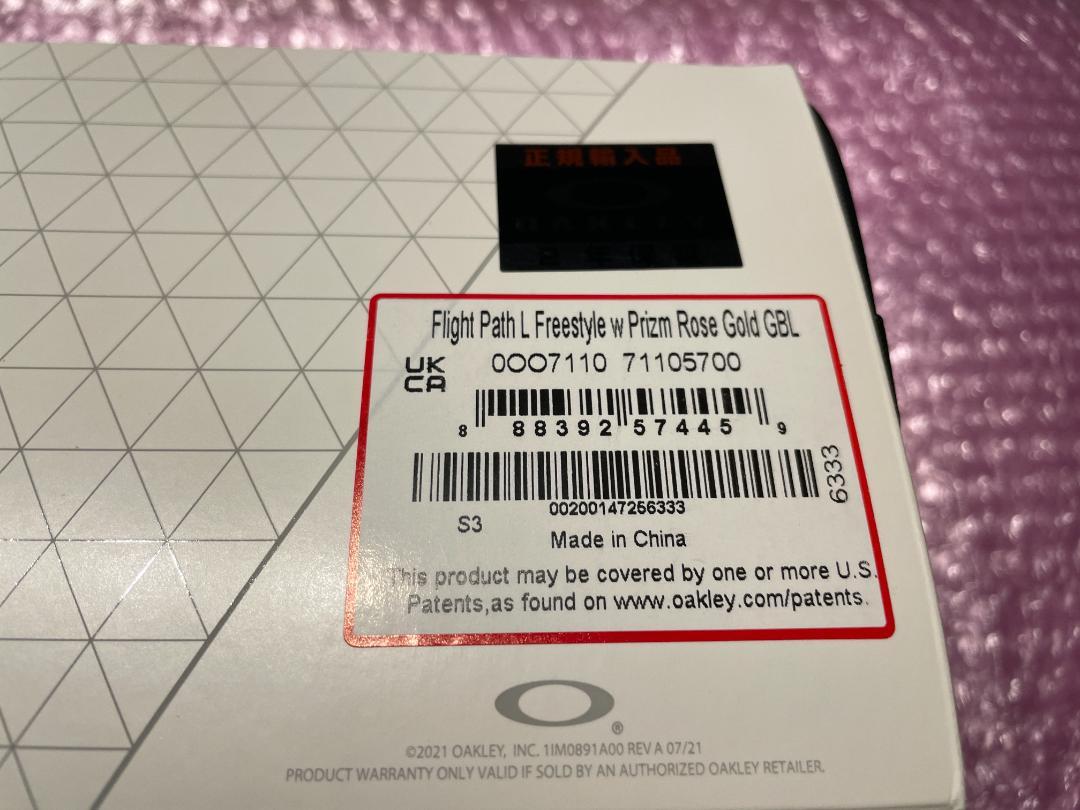 正規輸入品
OAKLEY
Flight Path L Freestyle w Prizm Rose Gold GBL
UK
CA
0OO7110 71105700
8 88392 57445 9
6333
00200147266333
S3
Made in China
This product may be covered by one or more U.S.
Patents,as found on www.oakley.com/patents.
®
©2021 OAKLEY, INC. 1IM0891A00 REV A 07/21
PRODUCT WARRANTY ONLY VALID IF SOLD BY AN AUTHORIZED OAKLEY RETAILER.